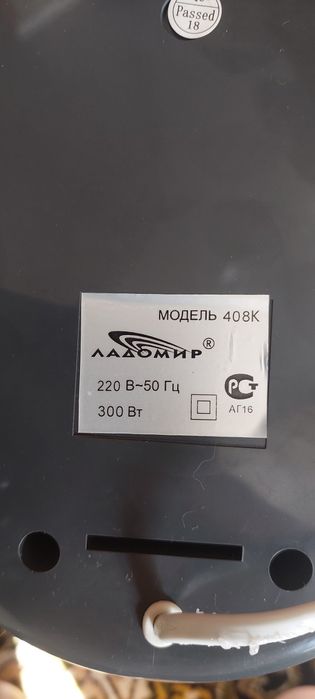 Passed
18
МОДЕЛЬ 408К
ЛАДОМИР®
220 В~50 Гц
300 Вт
РСТ
АГ16